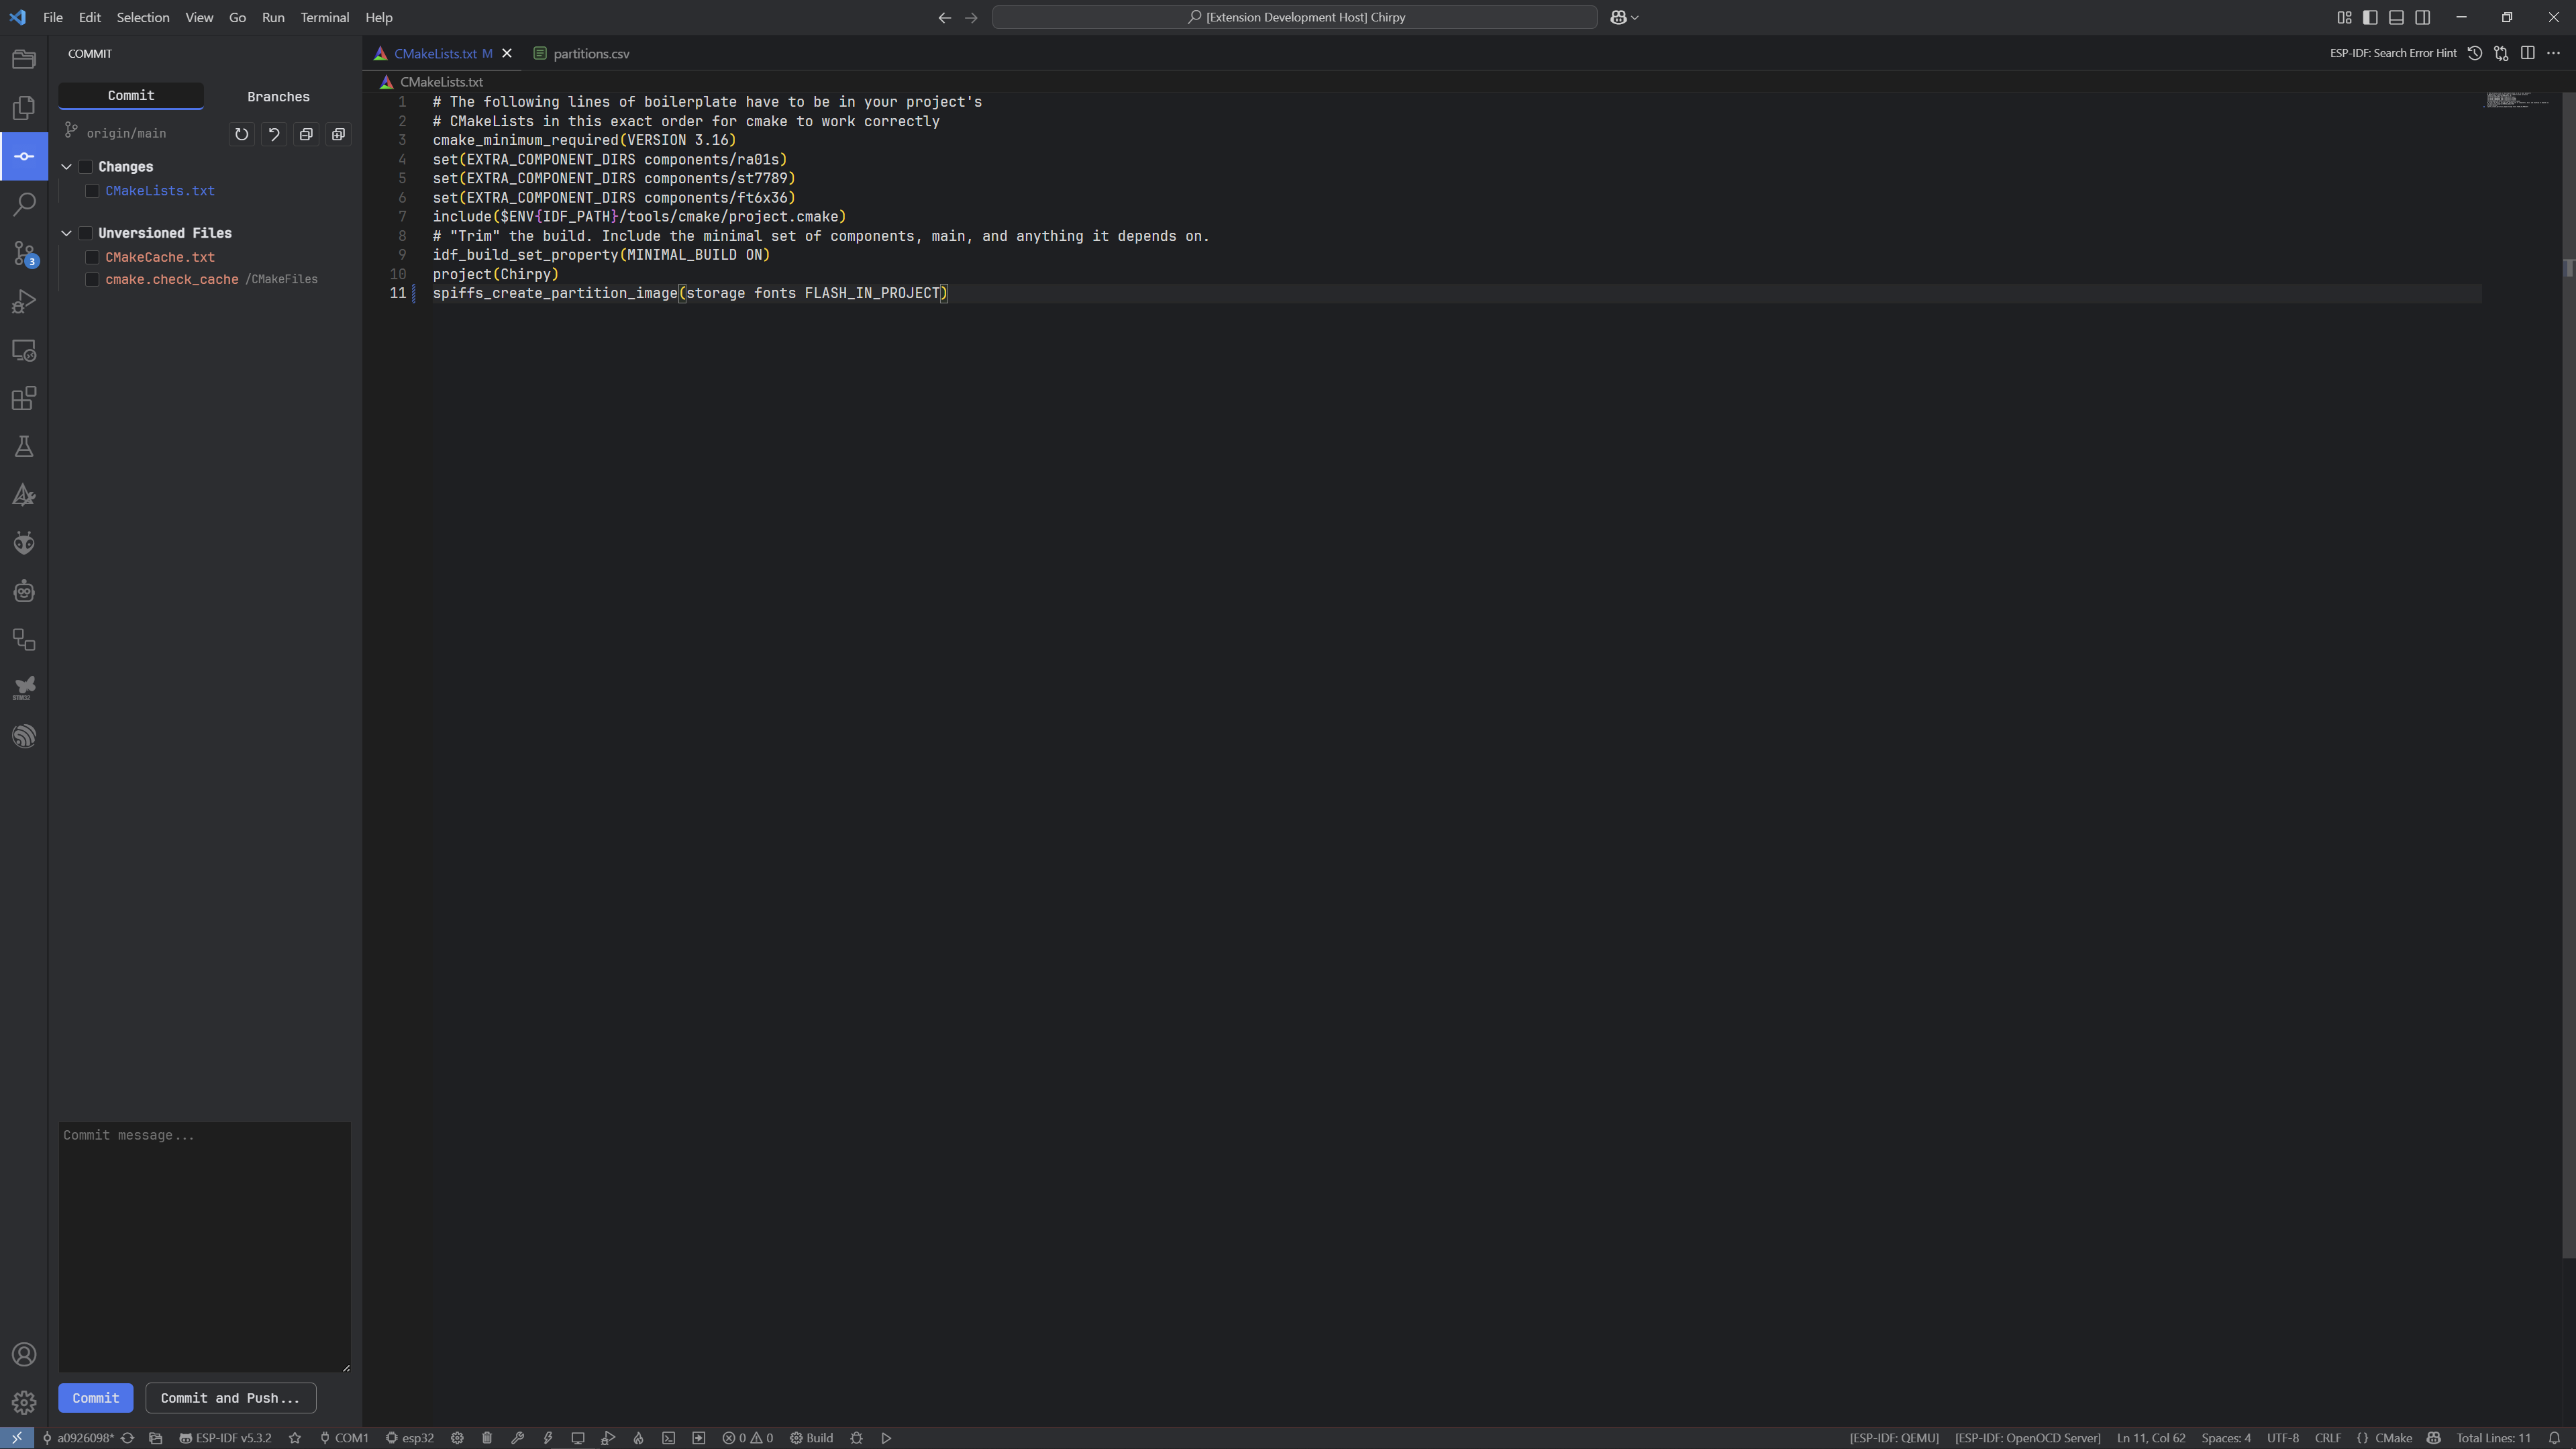 File Edit Selection View Go Run Terminal Help
[Extension Development Host] Chirpy
COMMIT
CMakeLists.txt M
partitions.csv
ESP-IDF: Search Error Hint
Commit
Branches
CMakeLists.txt
origin/main
Changes
CMakeLists.txt
Unversioned Files
CMakeCache.txt
cmake.check_cache /CMakeFiles
3
1 # The following lines of boilerplate have to be in your project's
2 # CMakeLists in this exact order for cmake to work correctly
3 cmake_minimum_required(VERSION 3.16)
4 set(EXTRA_COMPONENT_DIRS components/ra01s)
5 set(EXTRA_COMPONENT_DIRS components/st7789)
6 set(EXTRA_COMPONENT_DIRS components/ft6x36)
7 include($ENV{IDF_PATH}/tools/cmake/project.cmake)
8 # "Trim" the build. Include the minimal set of components, main, and anything it depends on.
9 idf_build_set_property(MINIMAL_BUILD ON)
10 project(Chirpy)
11 spiffs_create_partition_image(storage fonts FLASH_IN_PROJECT)
STM32
Commit message...
Commit
Commit and Push...
a0926098* ESP-IDF v5.3.2 COM1 esp32 0 0 Build [ESP-IDF: QEMU] [ESP-IDF: OpenOCD Server] Ln 11, Col 62 Spaces: 4 UTF-8 CRLF {} CMake Total Lines: 11